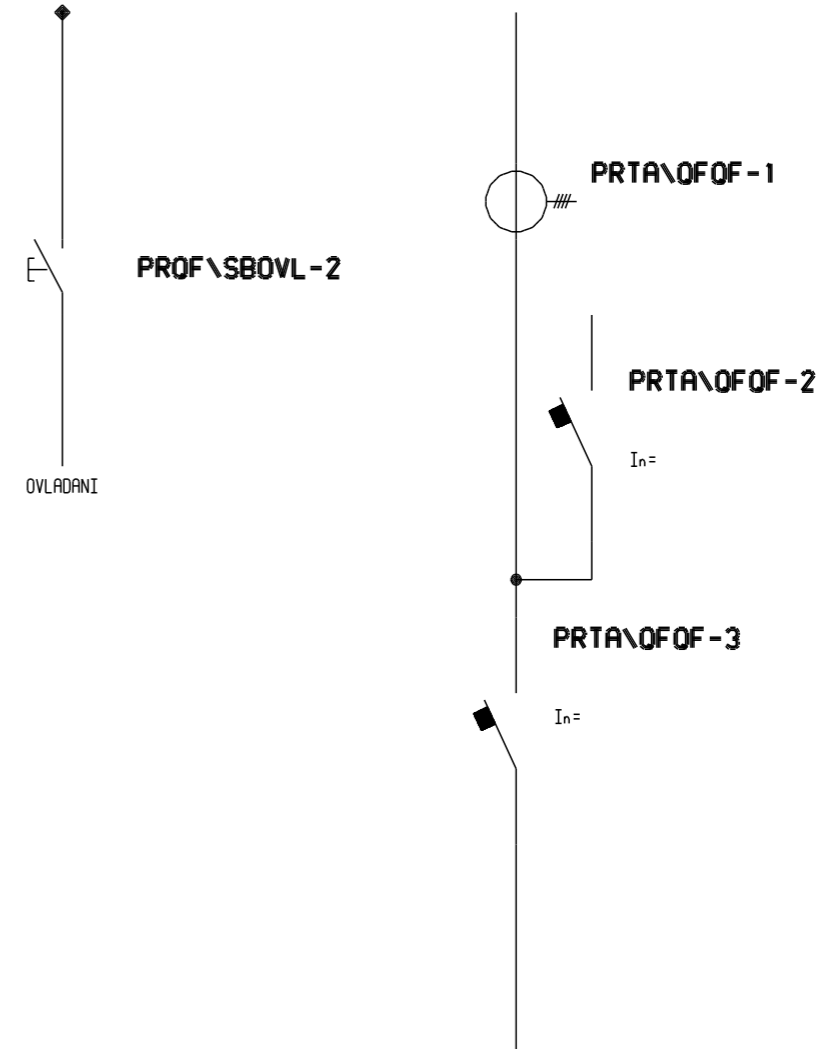 PRTA\QFQF-1
PROF\SBOVL-2
PRTA\QFQF-2
In=
OVLADANI
PRTA\QFQF-3
In=